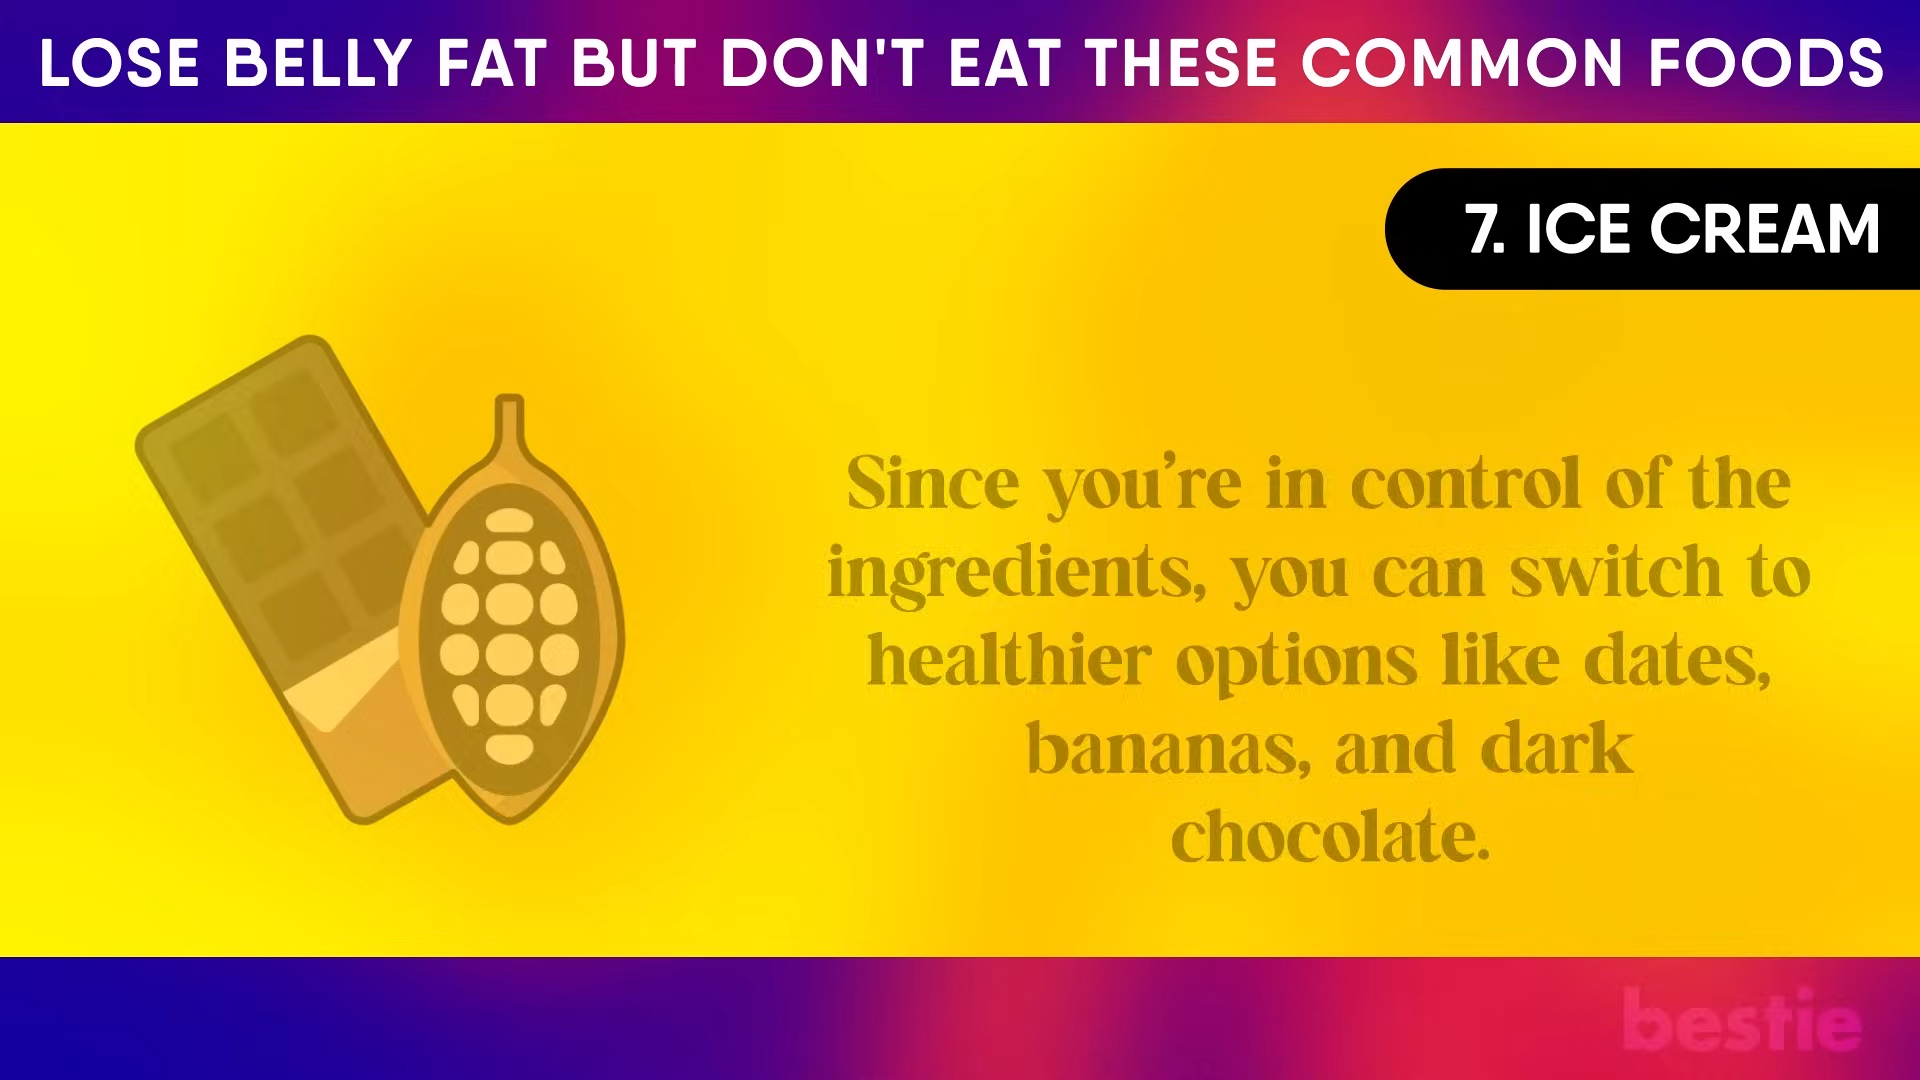 LOSE BELLY FAT BUT DON'T EAT THESE COMMON FOODS
7. ICE CREAM
Since you’re in control of the
ingredients, you can switch to
healthier options like dates,
bananas, and dark
chocolate.
bestie